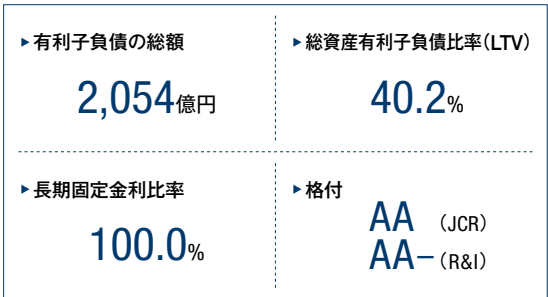 ▶有利子負債の総額
2,054億円
▶総資産有利子負債比率(LTV)
40.2%
▶長期固定金利比率
100.0%
▶格付
AA (JCR)
AA−(R&I)